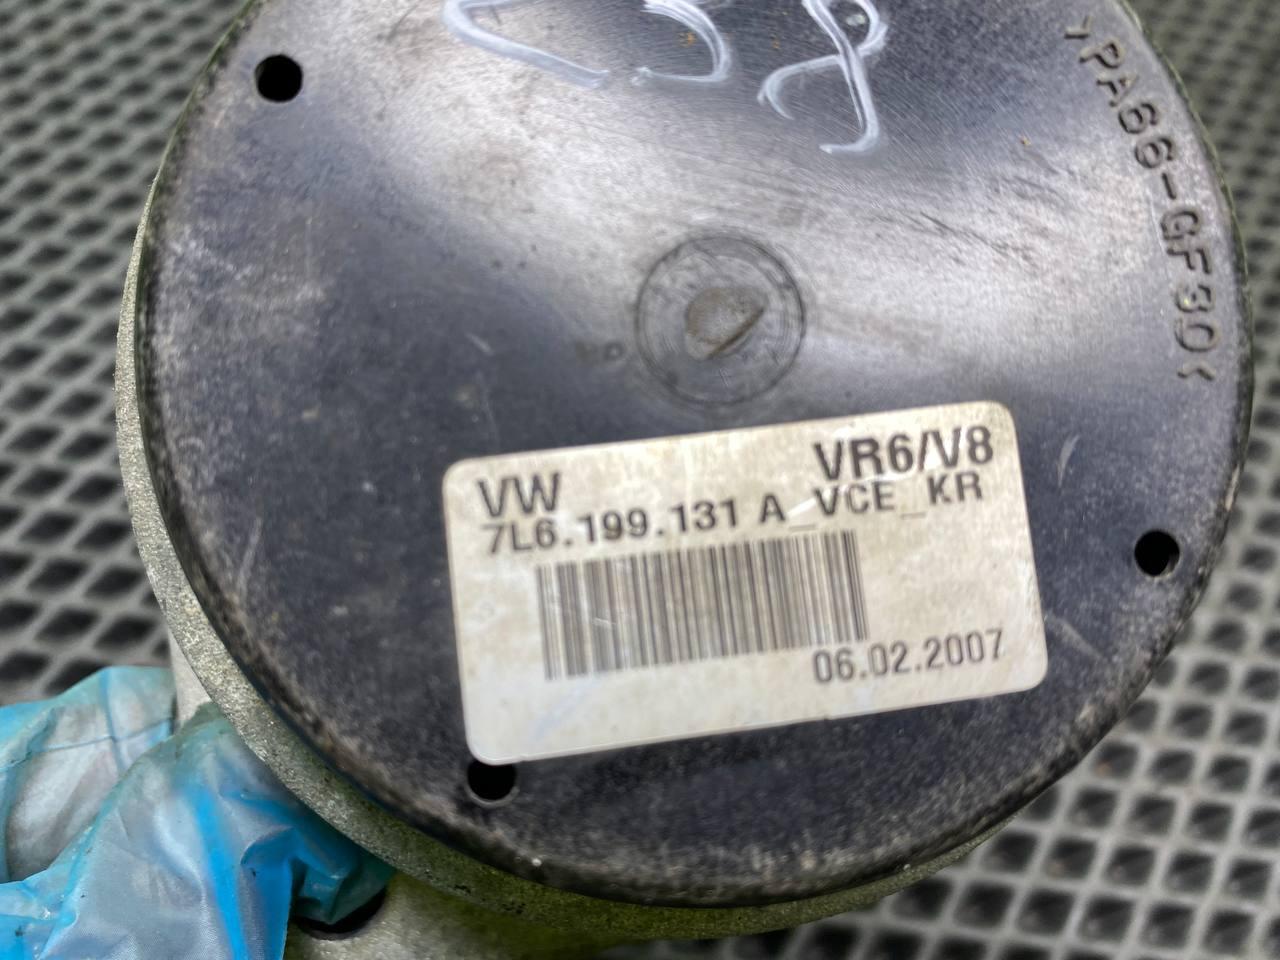 >PA66-GF30<
VW VR6/V8
7L6.199.131 A_VCE_KR
06.02.2007